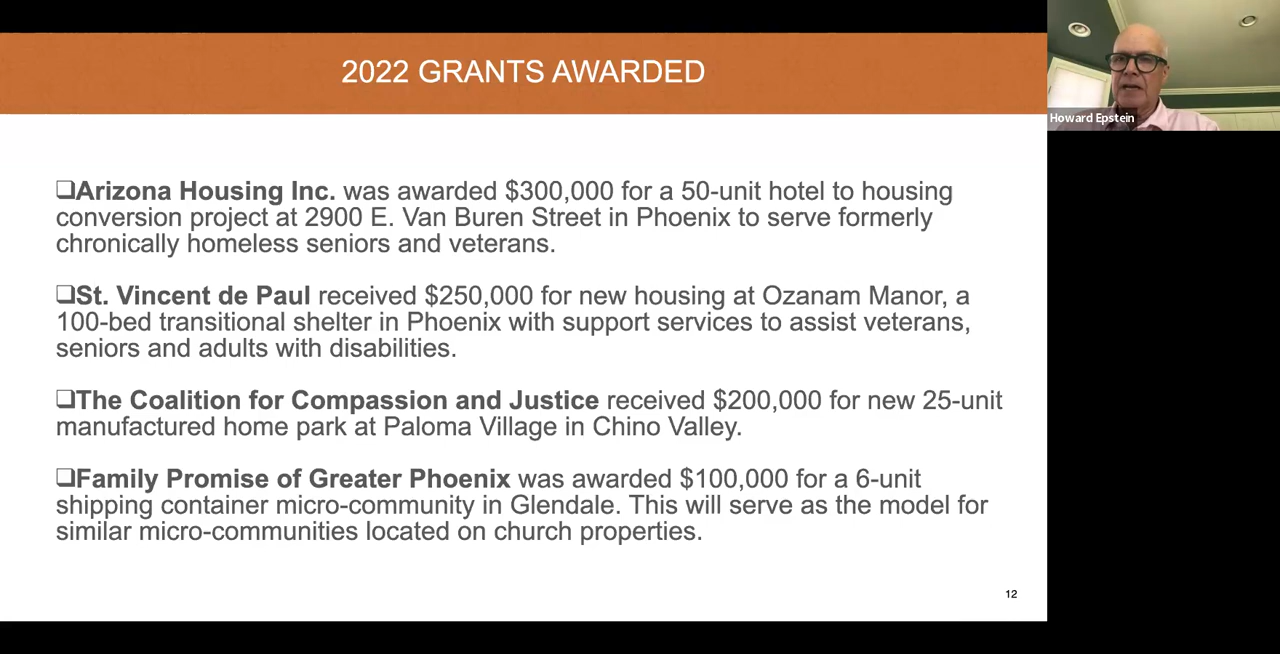 2022 GRANTS AWARDED
Howard Epstein
❑Arizona Housing Inc. was awarded $300,000 for a 50-unit hotel to housing
conversion project at 2900 E. Van Buren Street in Phoenix to serve formerly
chronically homeless seniors and veterans.
❑St. Vincent de Paul received $250,000 for new housing at Ozanam Manor, a
100-bed transitional shelter in Phoenix with support services to assist veterans,
seniors and adults with disabilities.
❑The Coalition for Compassion and Justice received $200,000 for new 25-unit
manufactured home park at Paloma Village in Chino Valley.
❑Family Promise of Greater Phoenix was awarded $100,000 for a 6-unit
shipping container micro-community in Glendale. This will serve as the model for
similar micro-communities located on church properties.
12